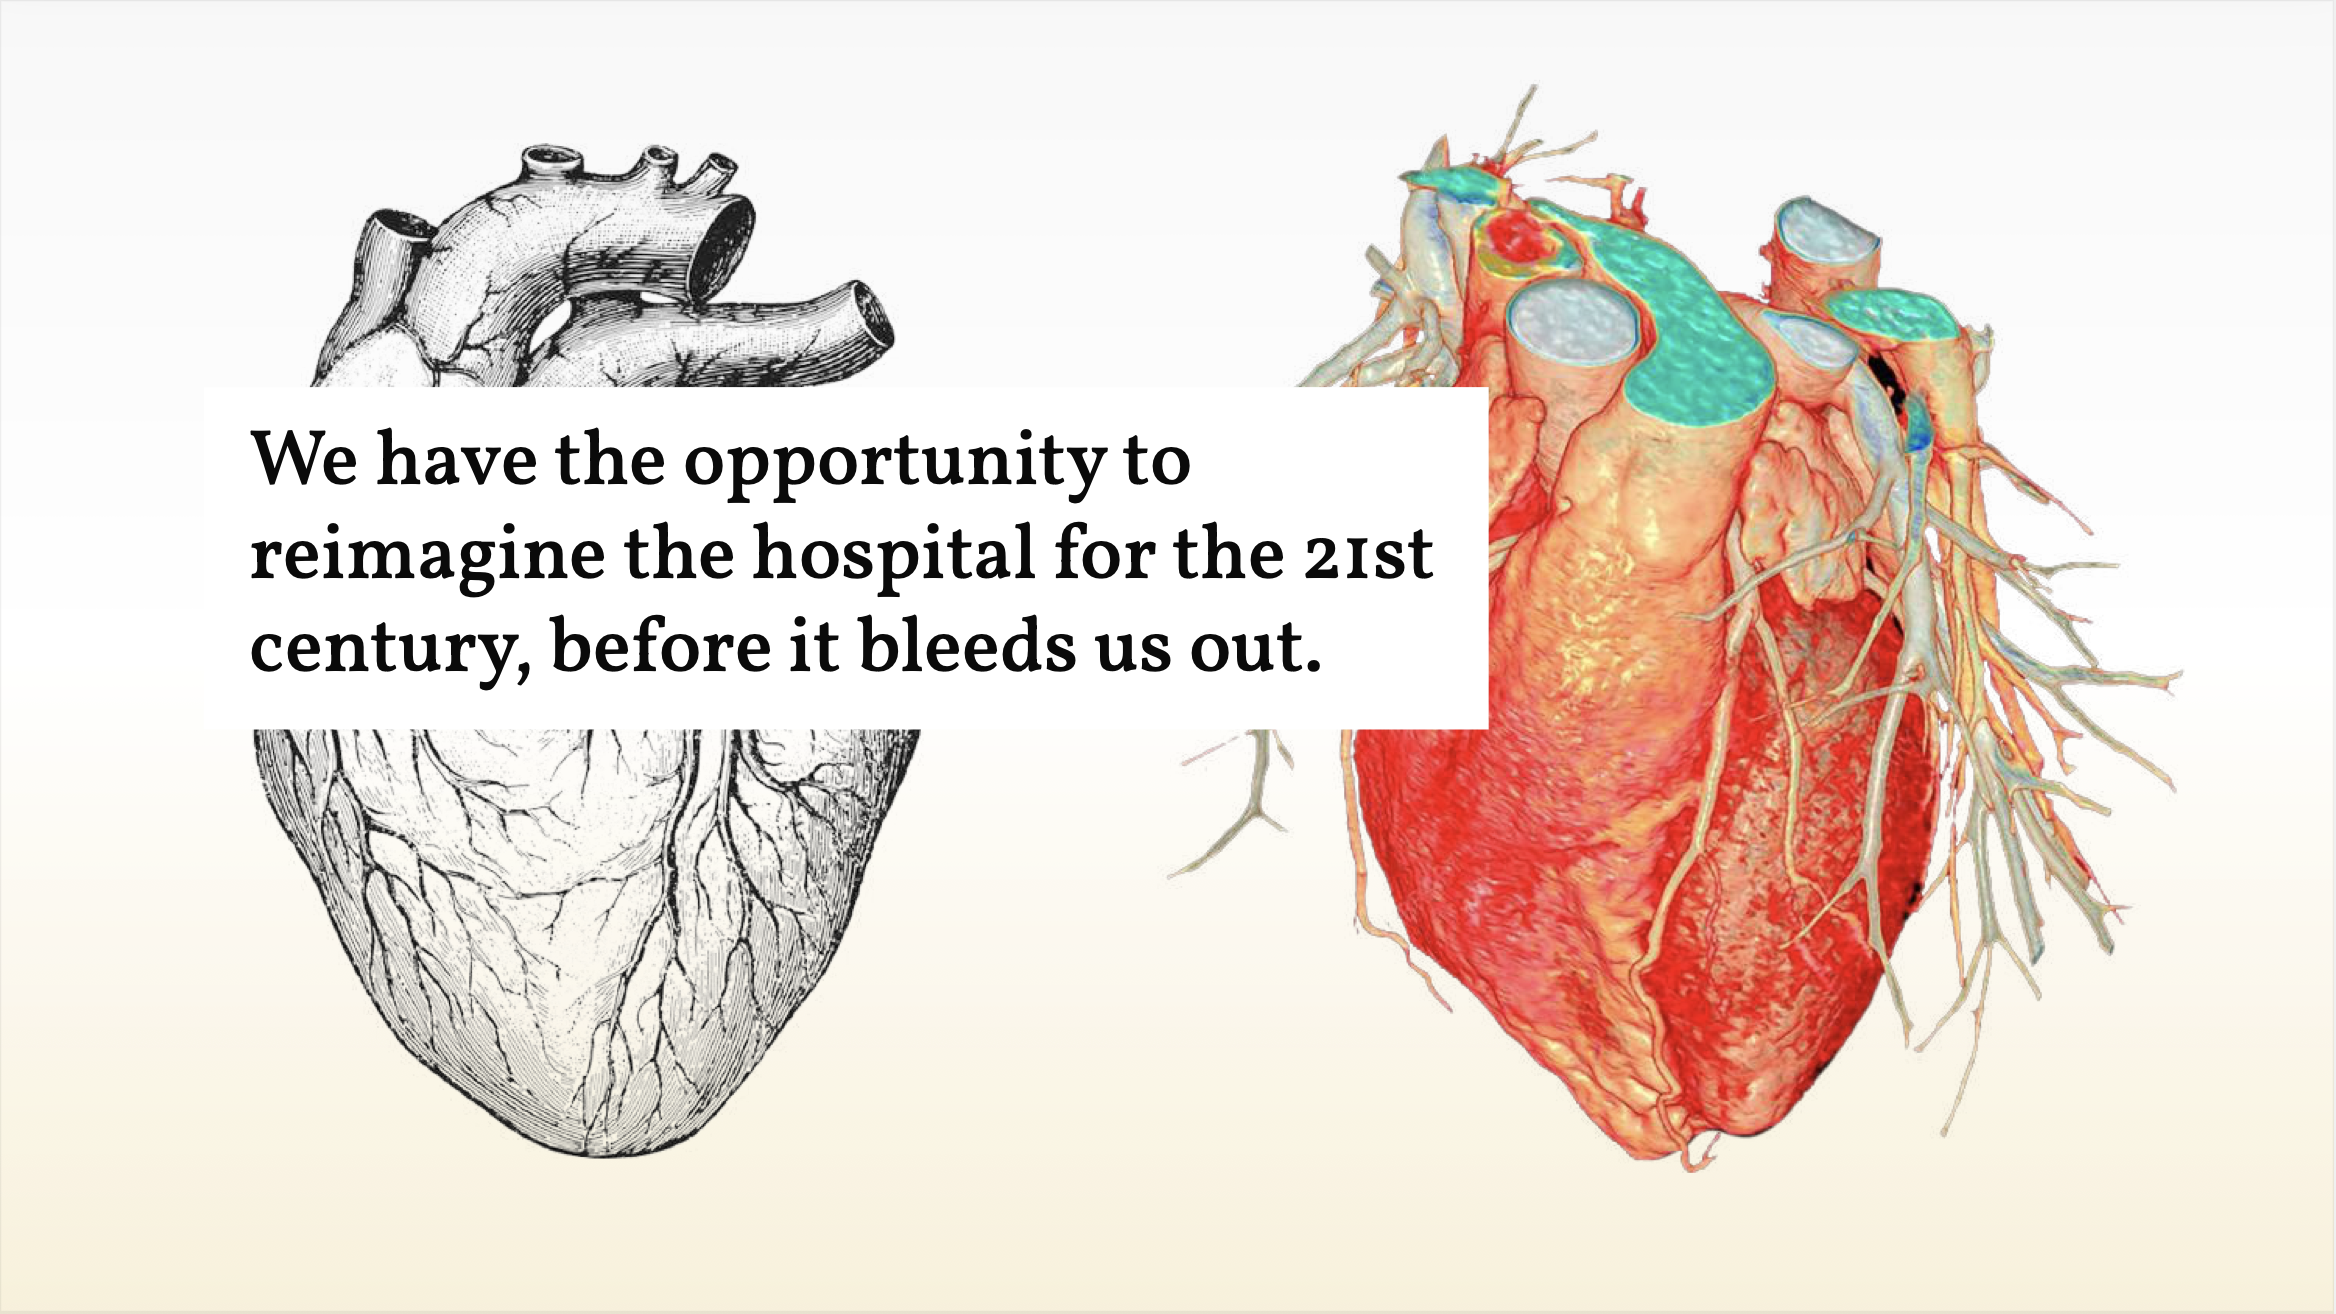 We have the opportunity to
reimagine the hospital for the 21st
century, before it bleeds us out.